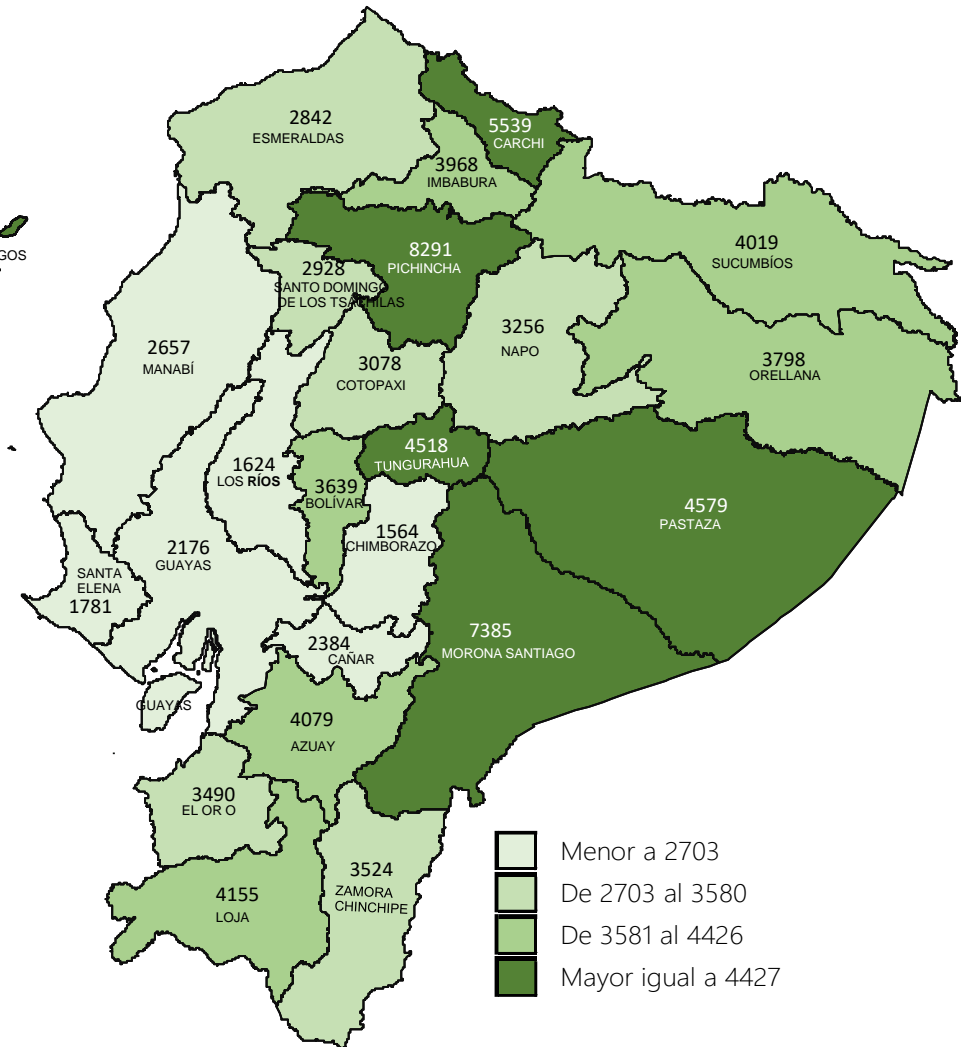 2842
ESMERALDAS
5539
CARCHI
3968
IMBABURA
GOS
8291
PICHINCHA
4019
SUCUMBÍOS
2928
SANTO DOMINGO
DE LOS TSACHILAS
3256
NAPO
2657
MANABÍ
3078
COTOPAXI
3798
ORELLANA
4518
TUNGURAHUA
1624
LOS RÍOS
3639
BOLÍVAR
4579
PASTAZA
1564
CHIMBORAZO
2176
GUAYAS
SANTA
ELENA
1781
7385
MORONA SANTIAGO
2384
CAÑAR
GUAYAS
4079
AZUAY
3490
EL OR O
3524
ZAMORA
CHINCHIPE
4155
LOJA
Menor a 2703
De 2703 al 3580
De 3581 al 4426
Mayor igual a 4427